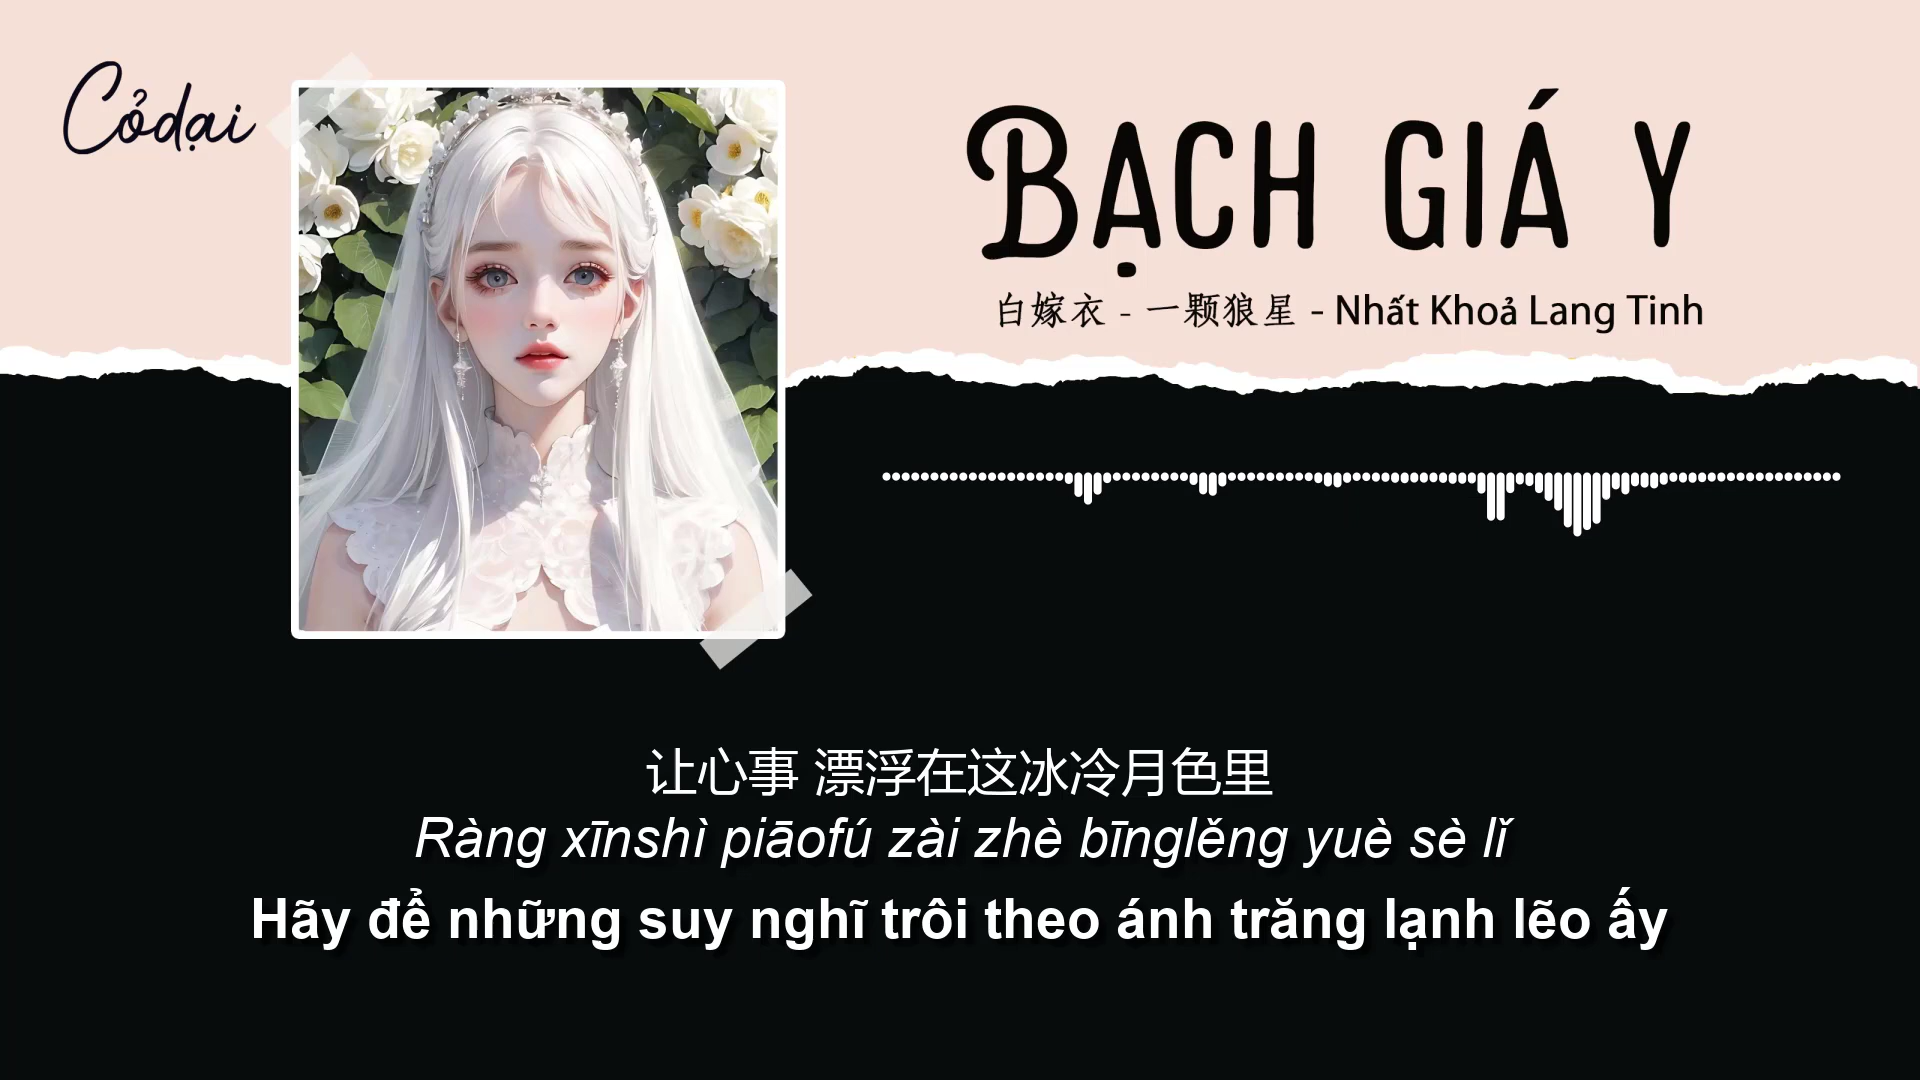 Cỏdại
BẠCH GIÁ Y
白嫁衣 - 一颗狼星 - Nhất Khoả Lang Tinh
让心事 漂浮在这冰冷月色里
Ràng xīnshì piāofú zài zhè bīnglěng yuè sè lǐ
Hãy để những suy nghĩ trôi theo ánh trăng lạnh lẽo ấy